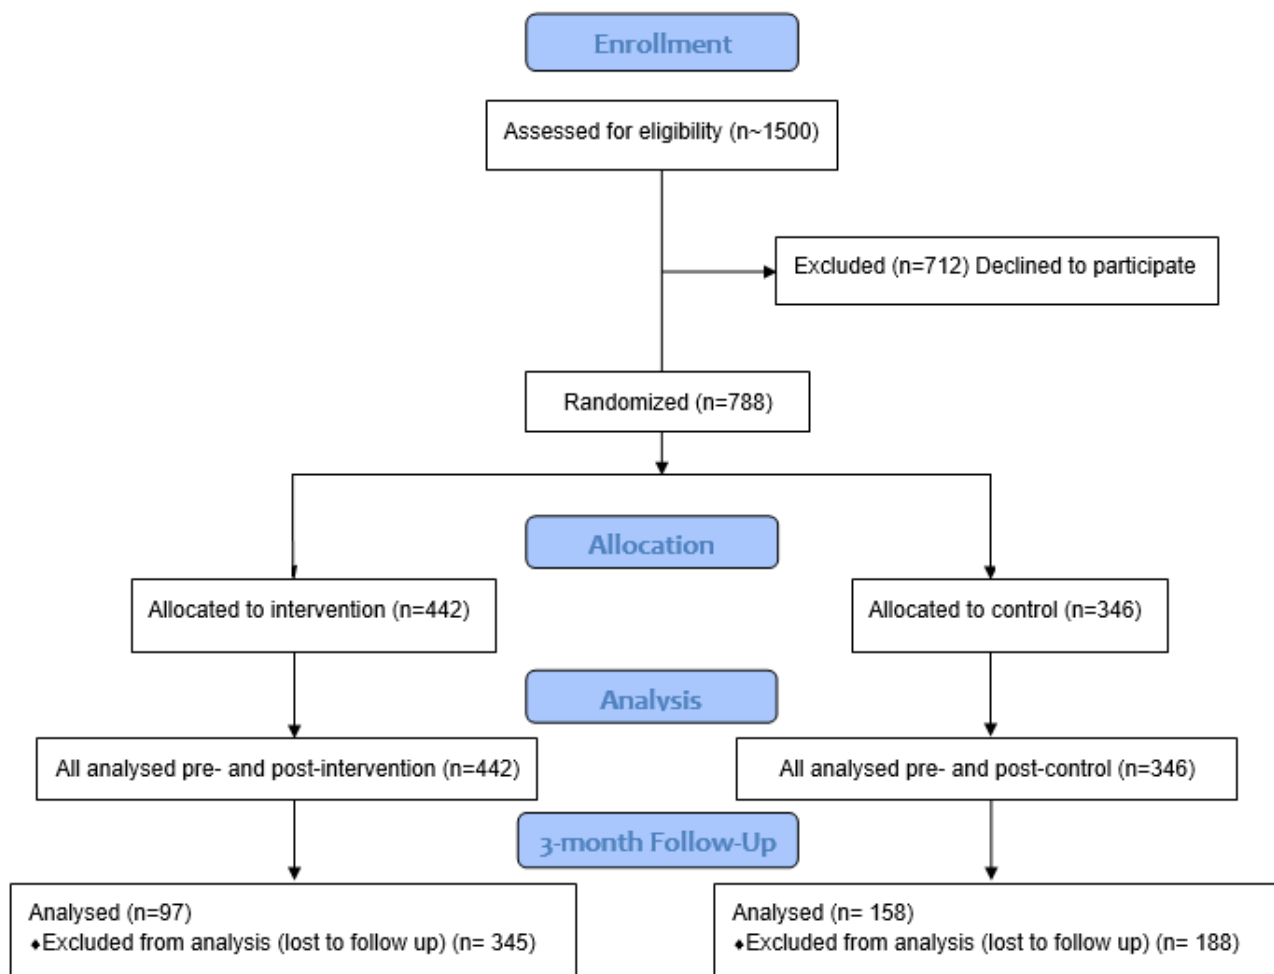 Enrollment
Assessed for eligibility (n~1500)
Excluded (n=712) Declined to participate
Randomized (n=788)
Allocation
Allocated to intervention (n=442)
Allocated to control (n=346)
Analysis
All analysed pre- and post-intervention (n=442)
All analysed pre- and post-control (n=346)
3-month Follow-Up
Analysed (n=97)
♦Excluded from analysis (lost to follow up) (n= 345)
Analysed (n= 158)
♦Excluded from analysis (lost to follow up) (n= 188)